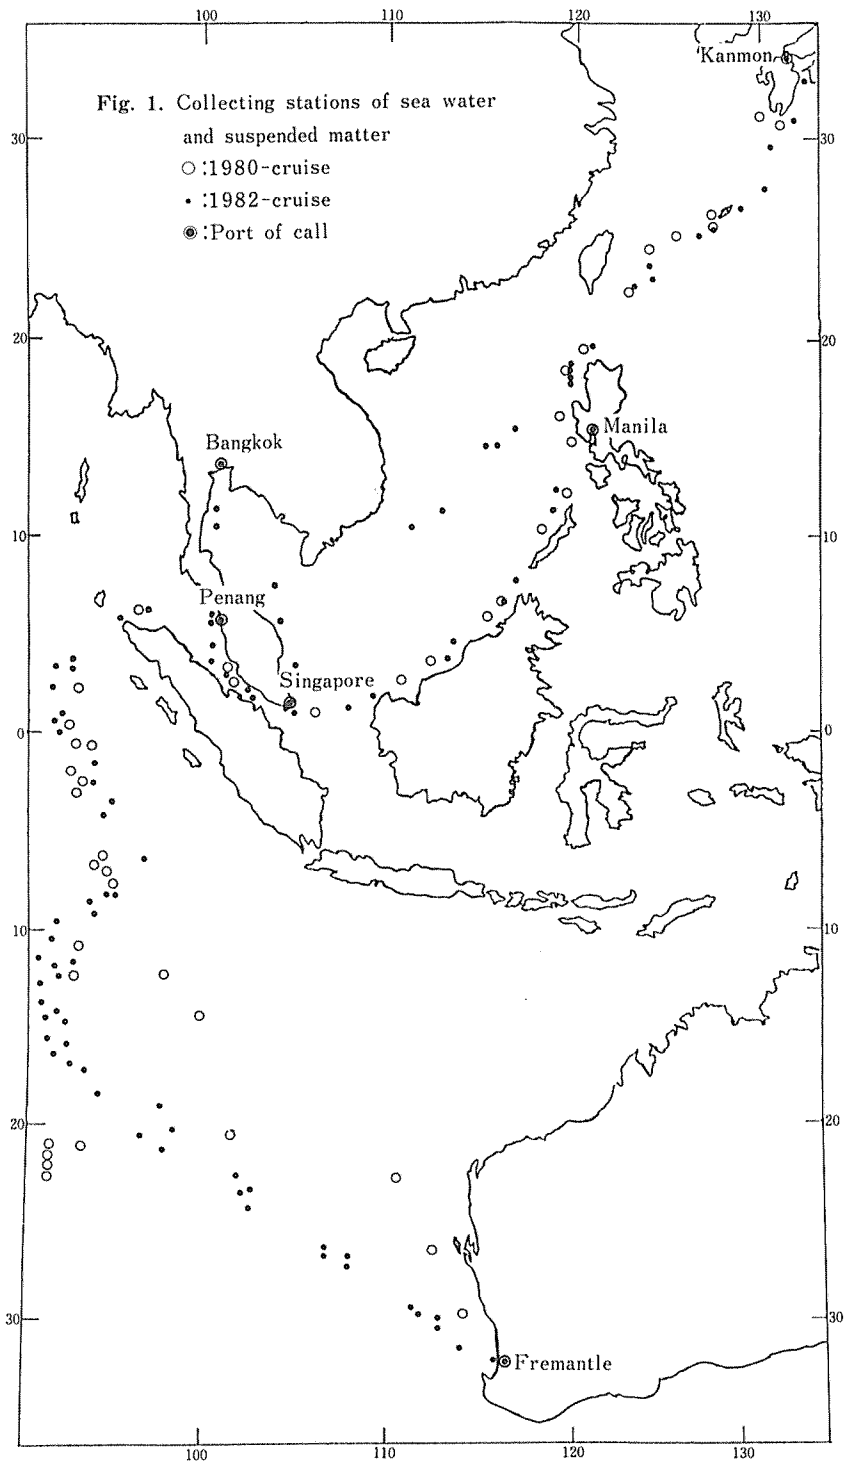 100 110 120 130
Kanmon
Fig. 1. Collecting stations of sea water
and suspended matter
○:1980-cruise
•:1982-cruise
◉:Port of call
30 30
20 20
Manila
Bangkok
10 10
Penang
Singapore
0 0
10 10
20 20
30 30
Fremantle
100 110 120 130